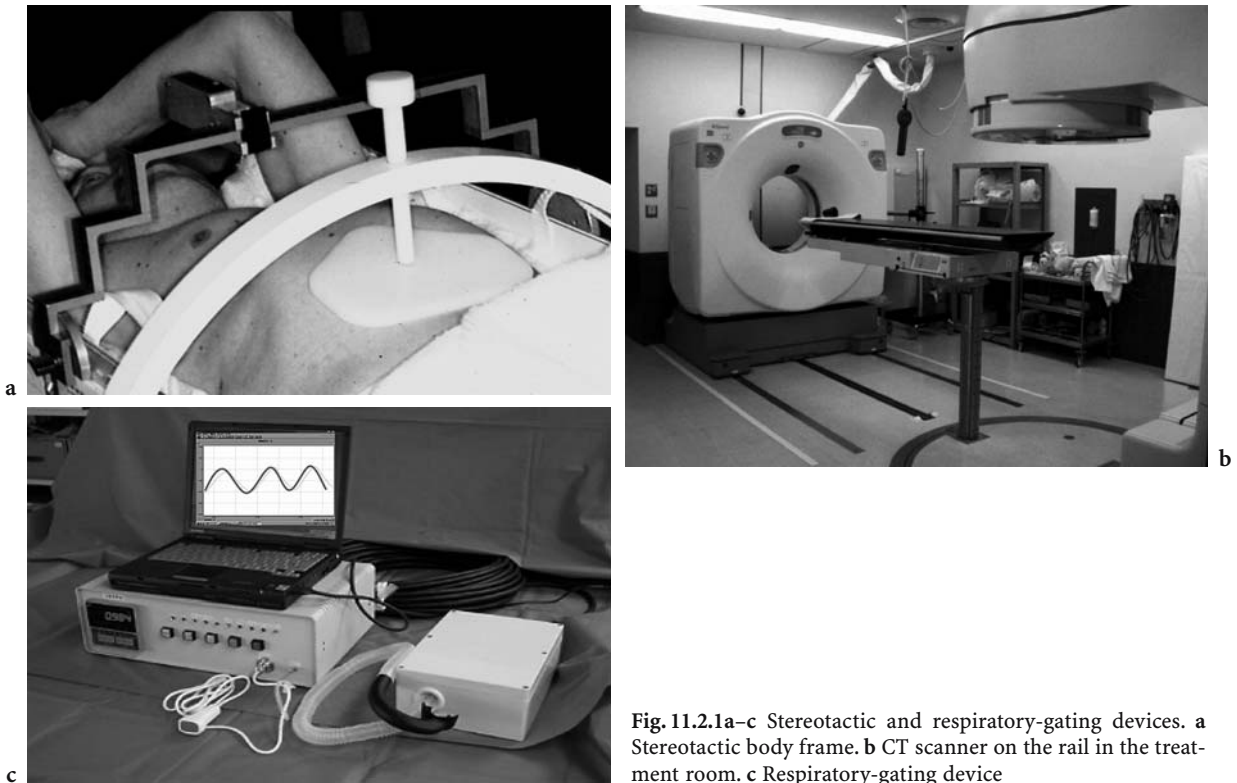 a
b
c
Fig. 11.2.1a–c Stereotactic and respiratory-gating devices. a
Stereotactic body frame. b CT scanner on the rail in the treat-
ment room. c Respiratory-gating device